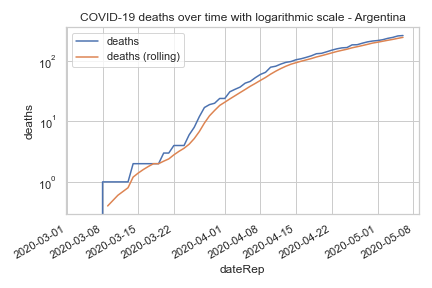 COVID-19 deaths over time with logarithmic scale - Argentina
deaths
deaths (rolling)
10²
10¹
10⁰
deaths
2020-03-01
2020-03-08
2020-03-15
2020-03-22
2020-04-01
2020-04-08
2020-04-15
2020-04-22
2020-05-01
2020-05-08
dateRep